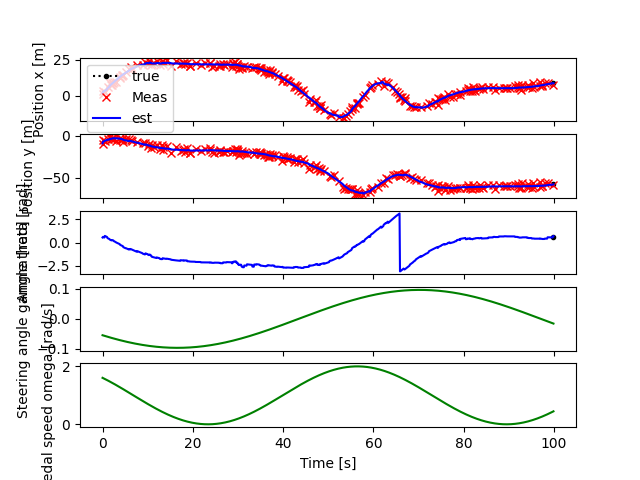 Position x [m]
25
0
true
Meas
est
Position y [m]
0
−50
2.5
0.0
−2.5
Steering angle gamma [rad]
0.1
0.0
0.1
edal speed omega [rad/s]
2
0
0
20
40
60
80
100
Time [s]